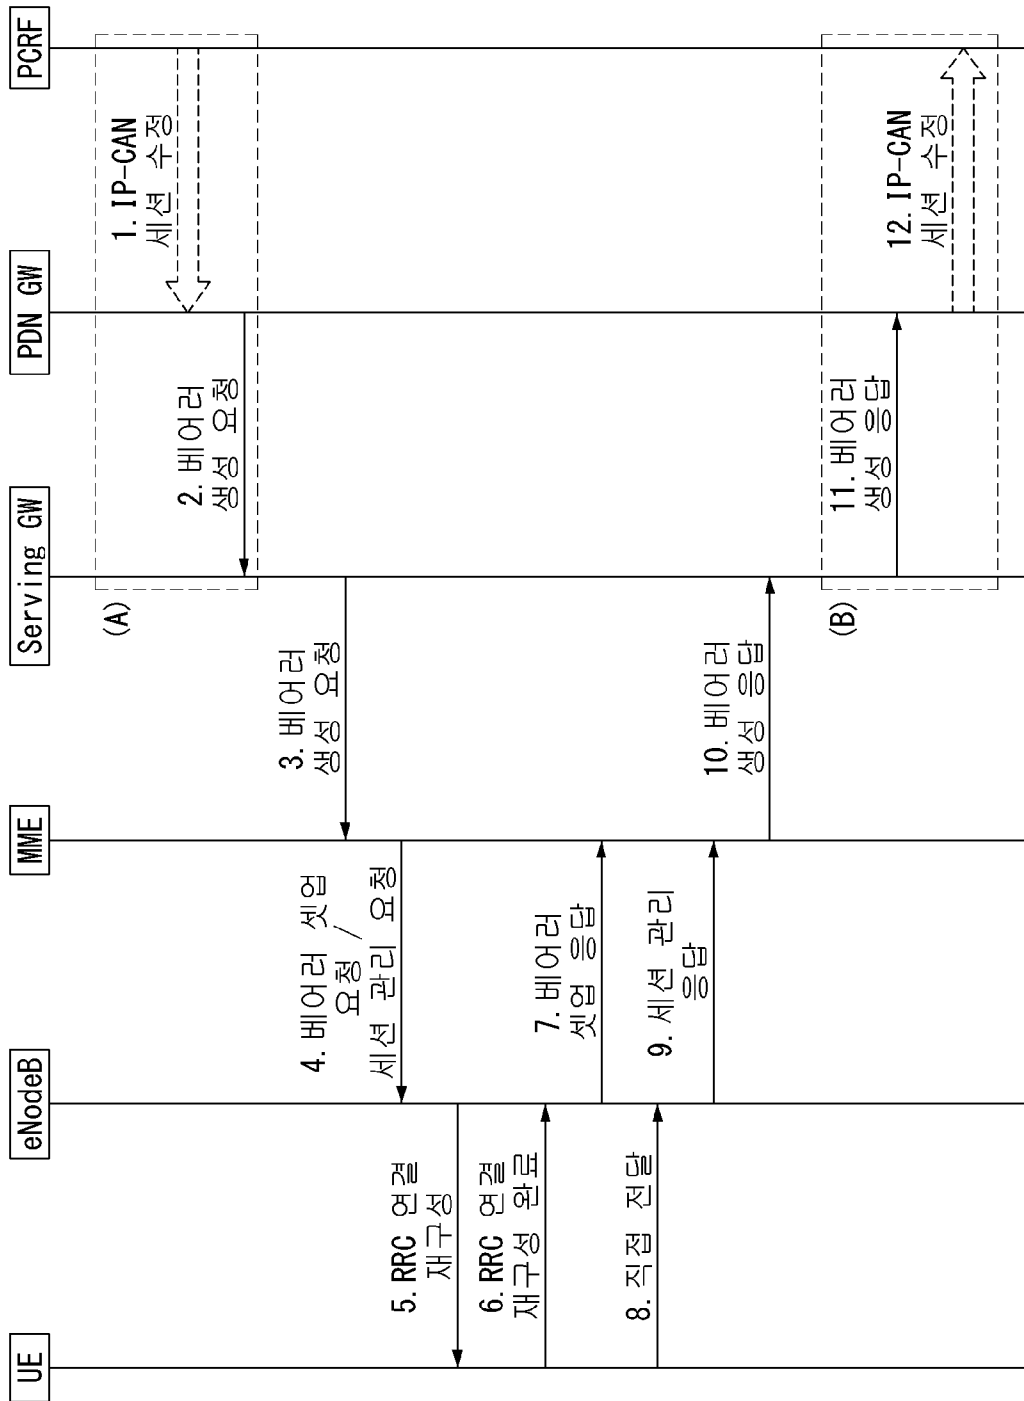 UE
eNodeB
MME
Serving GW
PDN GW
PCRF
(A)
1. IP-CAN
세션 수정
2. 베어러
생성 요청
3. 베어러
생성 요청
4. 베어러 셋업
요청 /
세션 관리 요청
5. RRC 연결
재구성
6. RRC 연결
재구성 완료
7. 베어러
셋업 응답
8. 직접 전달
9. 세션 관리
응답
10. 베어러
생성 응답
(B)
11. 베어러
생성 응답
12. IP-CAN
세션 수정